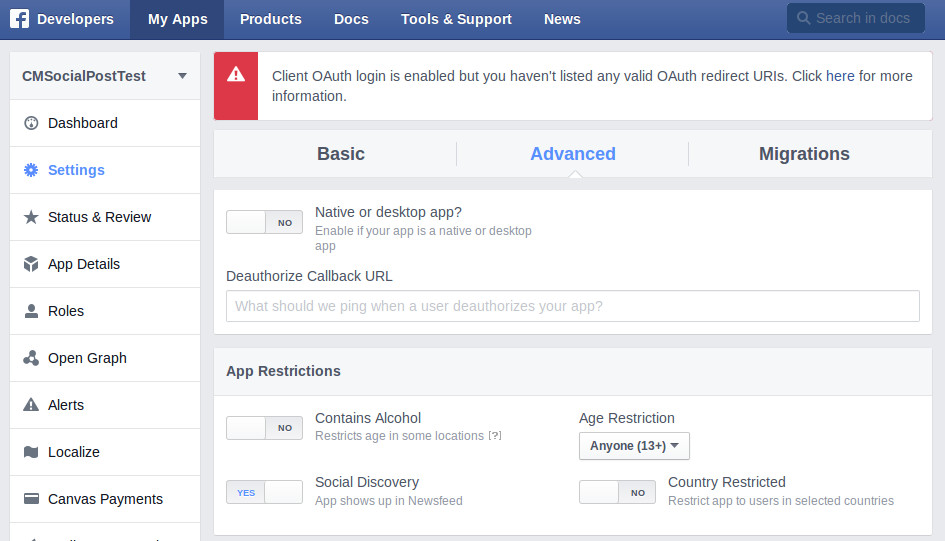 Developers
My Apps
Products
Docs
Tools & Support
News
Search in docs
CMSocialPostTest
Dashboard
Settings
Status & Review
App Details
Roles
Open Graph
Alerts
Localize
Canvas Payments
Client OAuth login is enabled but you haven't listed any valid OAuth redirect URIs. Click here for more
information.
Basic
Advanced
Migrations
NO
Native or desktop app?
Enable if your app is a native or desktop
app
Deauthorize Callback URL
What should we ping when a user deauthorizes your app?
App Restrictions
NO
Contains Alcohol
Restricts age in some locations [?]
Age Restriction
Anyone (13+)
YES
Social Discovery
App shows up in Newsfeed
NO
Country Restricted
Restrict app to users in selected countries